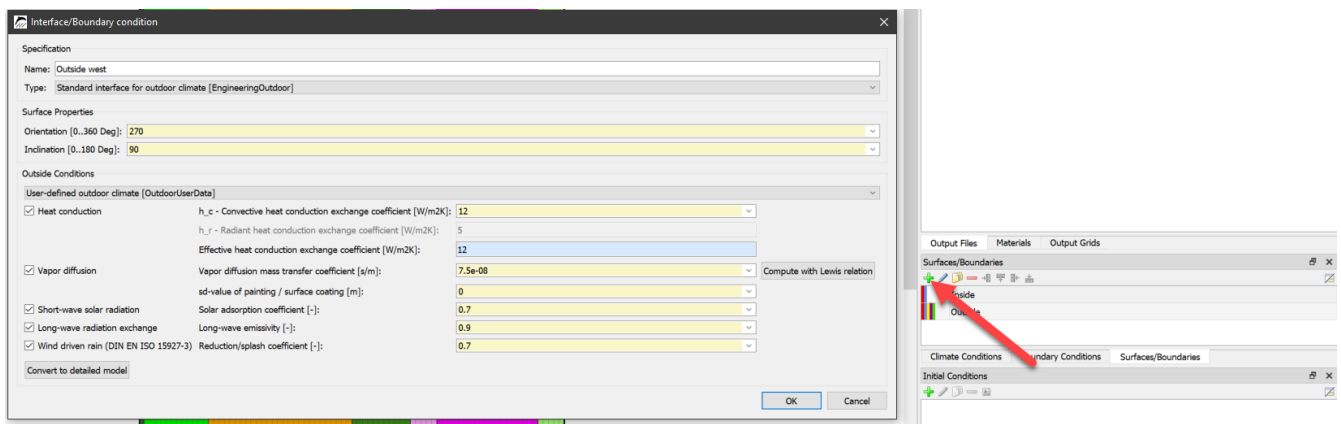 Interface/Boundary condition
Specification
Name: Outside west
Type: Standard interface for outdoor climate [EngineeringOutdoor]
Surface Properties
Orientation [0..360 Deg]: 270
Inclination [0..180 Deg]: 90
Outside Conditions
User-defined outdoor climate [OutdoorUserData]
Heat conduction h_c - Convective heat conduction exchange coefficient [W/m2K]: 12
h_r - Radiant heat conduction exchange coefficient [W/m2K]: 5
Effective heat conduction exchange coefficient [W/m2K]: 12
Vapor diffusion Vapor diffusion mass transfer coefficient [s/m]: 7.5e-08 Compute with Lewis relation
sd-value of painting / surface coating [m]: 0
Short-wave solar radiation Solar adsorption coefficient [-]: 0.7
Long-wave radiation exchange Long-wave emissivity [-]: 0.9
Wind driven rain (DIN EN ISO 15927-3) Reduction/splash coefficient [-]: 0.7
Convert to detailed model
OK Cancel
Output Files Materials Output Grids
Surfaces/Boundaries
Climate Conditions Conditions Surfaces/Boundaries
Initial Conditions